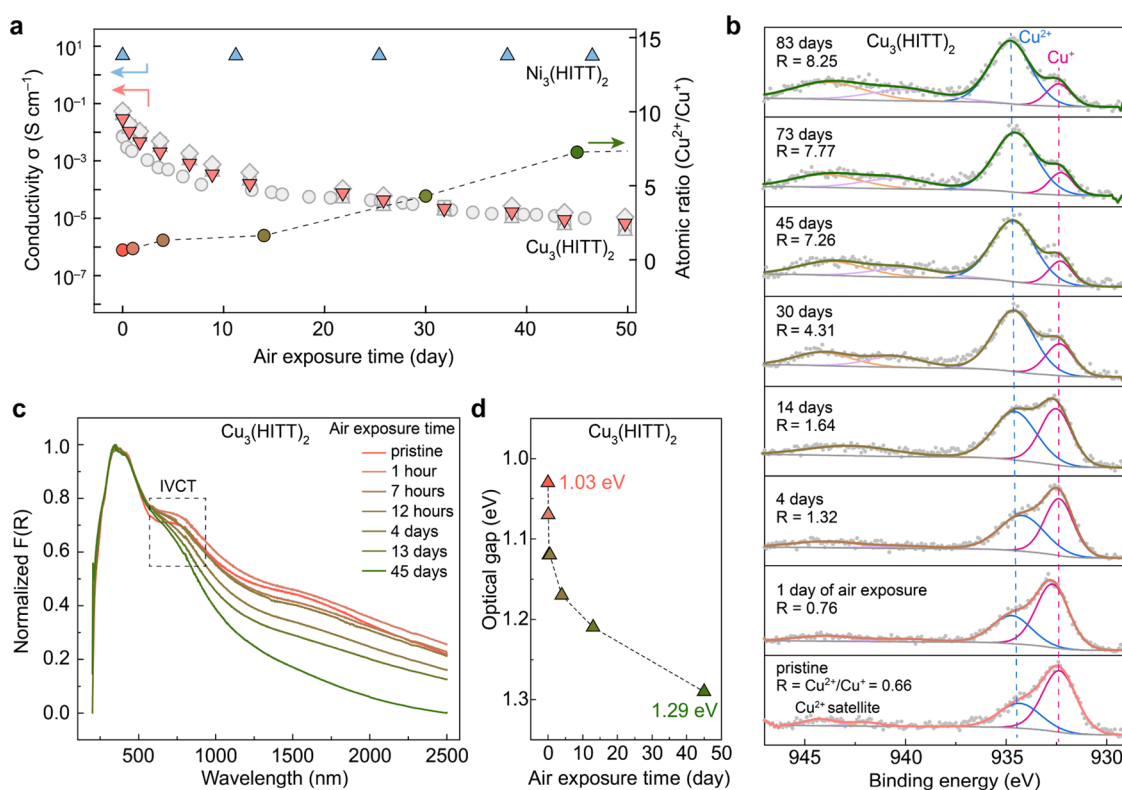 a
Conductivity σ (S cm⁻¹)
10¹
10⁻¹
10⁻³
10⁻⁵
10⁻⁷
Ni₃(HITT)₂
Cu₃(HITT)₂
15
10
5
0
Atomic ratio (Cu²⁺/Cu⁺)
0 10 20 30 40 50
Air exposure time (day)
b
83 days
R = 8.25
Cu₃(HITT)₂
Cu²⁺
Cu⁺
73 days
R = 7.77
45 days
R = 7.26
30 days
R = 4.31
14 days
R = 1.64
4 days
R = 1.32
1 day of air exposure
R = 0.76
pristine
R = Cu²⁺/Cu⁺ = 0.66
Cu²⁺ satellite
945 940 935 930
Binding energy (eV)
c
Cu₃(HITT)₂
Air exposure time
pristine
1 hour
7 hours
12 hours
4 days
13 days
45 days
IVCT
Normalized F(R)
1.0
0.8
0.6
0.4
0.2
0.0
500 1000 1500 2000 2500
Wavelength (nm)
d
Cu₃(HITT)₂
Optical gap (eV)
1.0
1.1
1.2
1.3
1.03 eV
1.29 eV
0 10 20 30 40 50
Air exposure time (day)